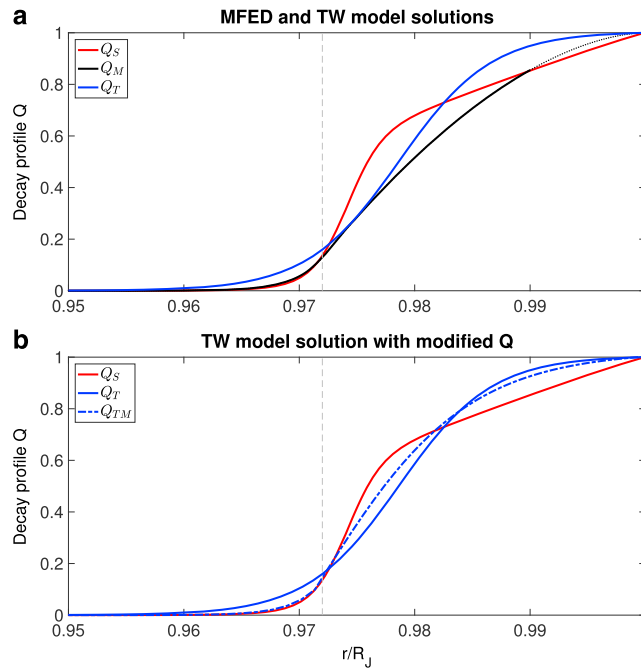 a
MFED and TW model solutions
1
0.8
0.6
0.4
0.2
0
Decay profile Q
Q_S
Q_M
Q_T
0.95 0.96 0.97 0.98 0.99
b
TW model solution with modified Q
1
0.8
0.6
0.4
0.2
0
Decay profile Q
Q_S
Q_T
Q_TM
0.95 0.96 0.97 0.98 0.99
r/R_J